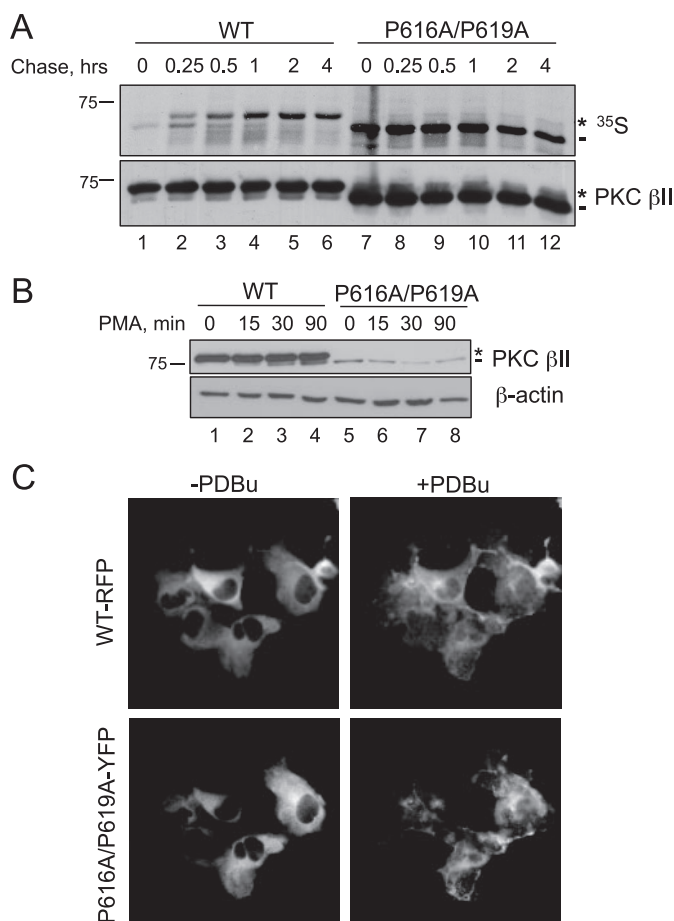 A
WT P616A/P619A
Chase, hrs 0 0.25 0.5 1 2 4 0 0.25 0.5 1 2 4
75
* ³⁵S
-
75
* PKC βII
-
1 2 3 4 5 6 7 8 9 10 11 12
B
WT P616A/P619A
PMA, min 0 15 30 90 0 15 30 90
*
75 - PKC βII
β-actin
1 2 3 4 5 6 7 8
C
-PDBu +PDBu
WT-RFP
P616A/P619A-YFP